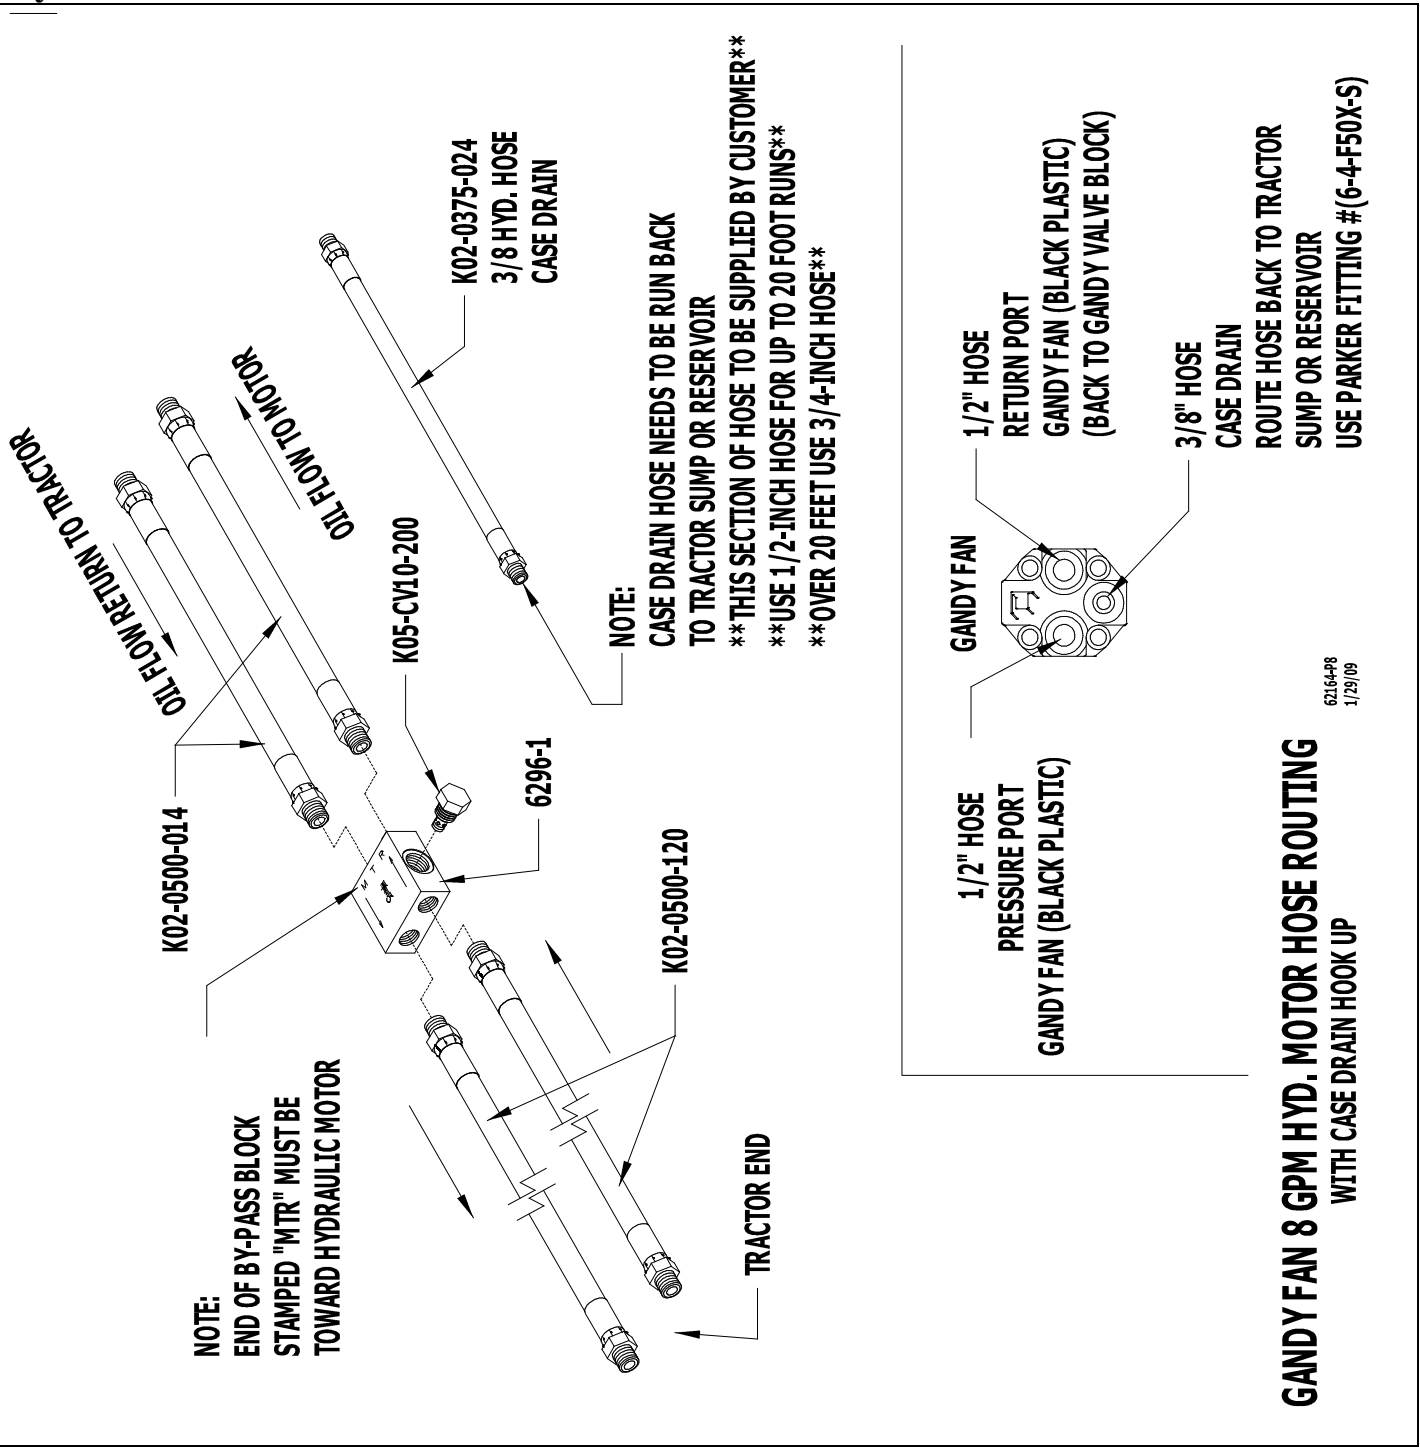 OIL FLOW RETURN TO TRACTOR
OIL FLOW TO MOTOR
K02-0500-014
K02-0375-024
3/8 HYD. HOSE
CASE DRAIN
K05-CV10-200
6296-1
K02-0500-120
M T R
NOTE:
END OF BY-PASS BLOCK
STAMPED "MTR" MUST BE
TOWARD HYDRAULIC MOTOR
NOTE:
CASE DRAIN HOSE NEEDS TO BE RUN BACK
TO TRACTOR SUMP OR RESERVOIR
**THIS SECTION OF HOSE TO BE SUPPLIED BY CUSTOMER**
**USE 1/2-INCH HOSE FOR UP TO 20 FOOT RUNS**
**OVER 20 FEET USE 3/4-INCH HOSE**
TRACTOR END
GANDY FAN
1/2" HOSE
PRESSURE PORT
GANDY FAN (BLACK PLASTIC)
1/2" HOSE
RETURN PORT
GANDY FAN (BLACK PLASTIC)
(BACK TO GANDY VALVE BLOCK)
3/8" HOSE
CASE DRAIN
ROUTE HOSE BACK TO TRACTOR
SUMP OR RESERVOIR
USE PARKER FITTING #(6-4-F50X-S)
62164-P8
1/29/09
GANDY FAN 8 GPM HYD. MOTOR HOSE ROUTING
WITH CASE DRAIN HOOK UP